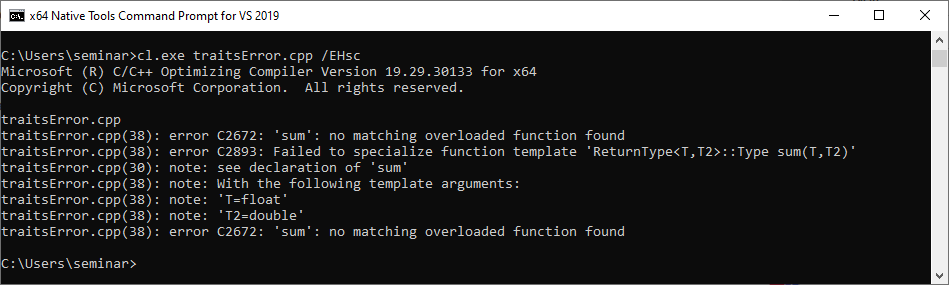 x64 Native Tools Command Prompt for VS 2019
C:\Users\seminar>cl.exe traitsError.cpp /EHsc
Microsoft (R) C/C++ Optimizing Compiler Version 19.29.30133 for x64
Copyright (C) Microsoft Corporation.  All rights reserved.
traitsError.cpp
traitsError.cpp(38): error C2672: 'sum': no matching overloaded function found
traitsError.cpp(38): error C2893: Failed to specialize function template 'ReturnType<T,T2>::Type sum(T,T2)'
traitsError.cpp(30): note: see declaration of 'sum'
traitsError.cpp(38): note: With the following template arguments:
traitsError.cpp(38): note: 'T=float'
traitsError.cpp(38): note: 'T2=double'
traitsError.cpp(38): error C2672: 'sum': no matching overloaded function found
C:\Users\seminar>